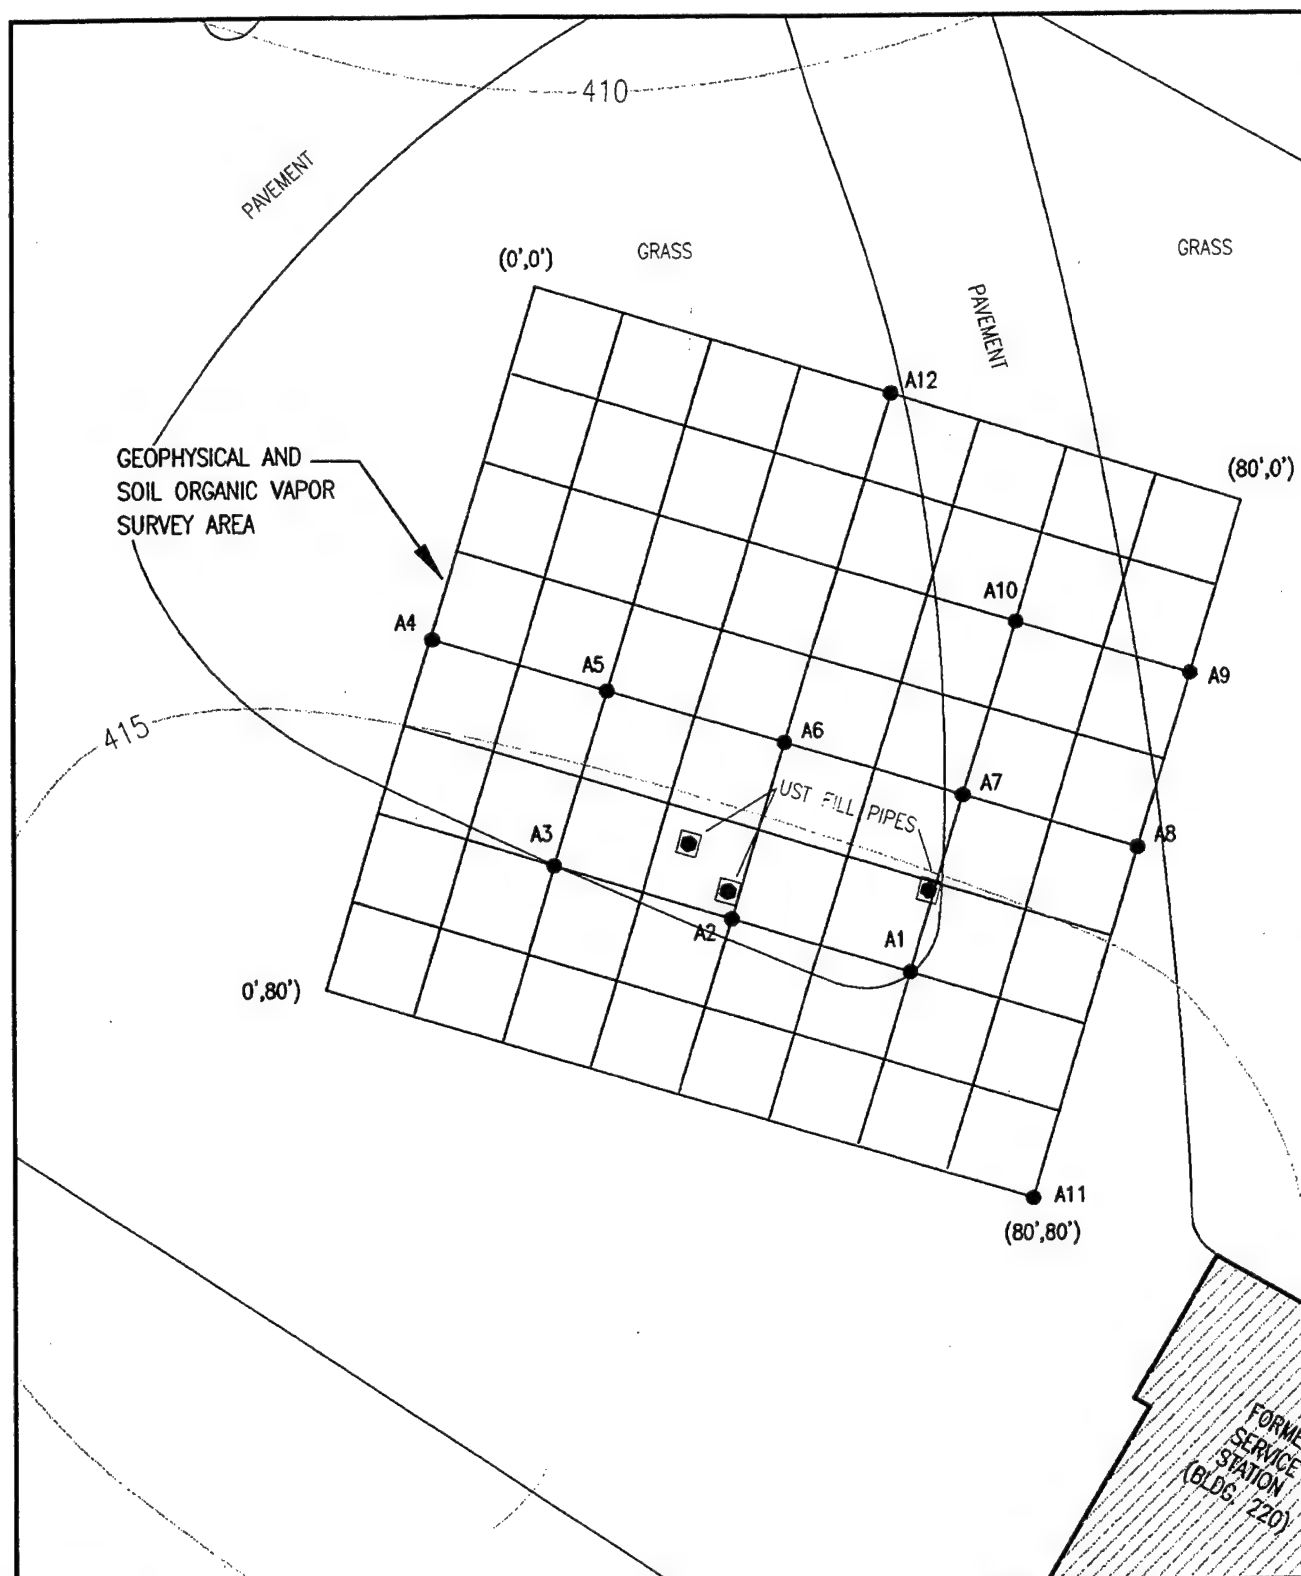 410
PAVEMENT
GRASS
GRASS
(0',0')
PAVEMENT
A12
(80',0')
GEOPHYSICAL AND
SOIL ORGANIC VAPOR
SURVEY AREA
A10
A4
A5
A9
415
A6
A7
UST FILL PIPES
A3
A8
A2
A1
0',80')
A11
(80',80')
FORME
SERVICE
STATION
(BLDG. 220)